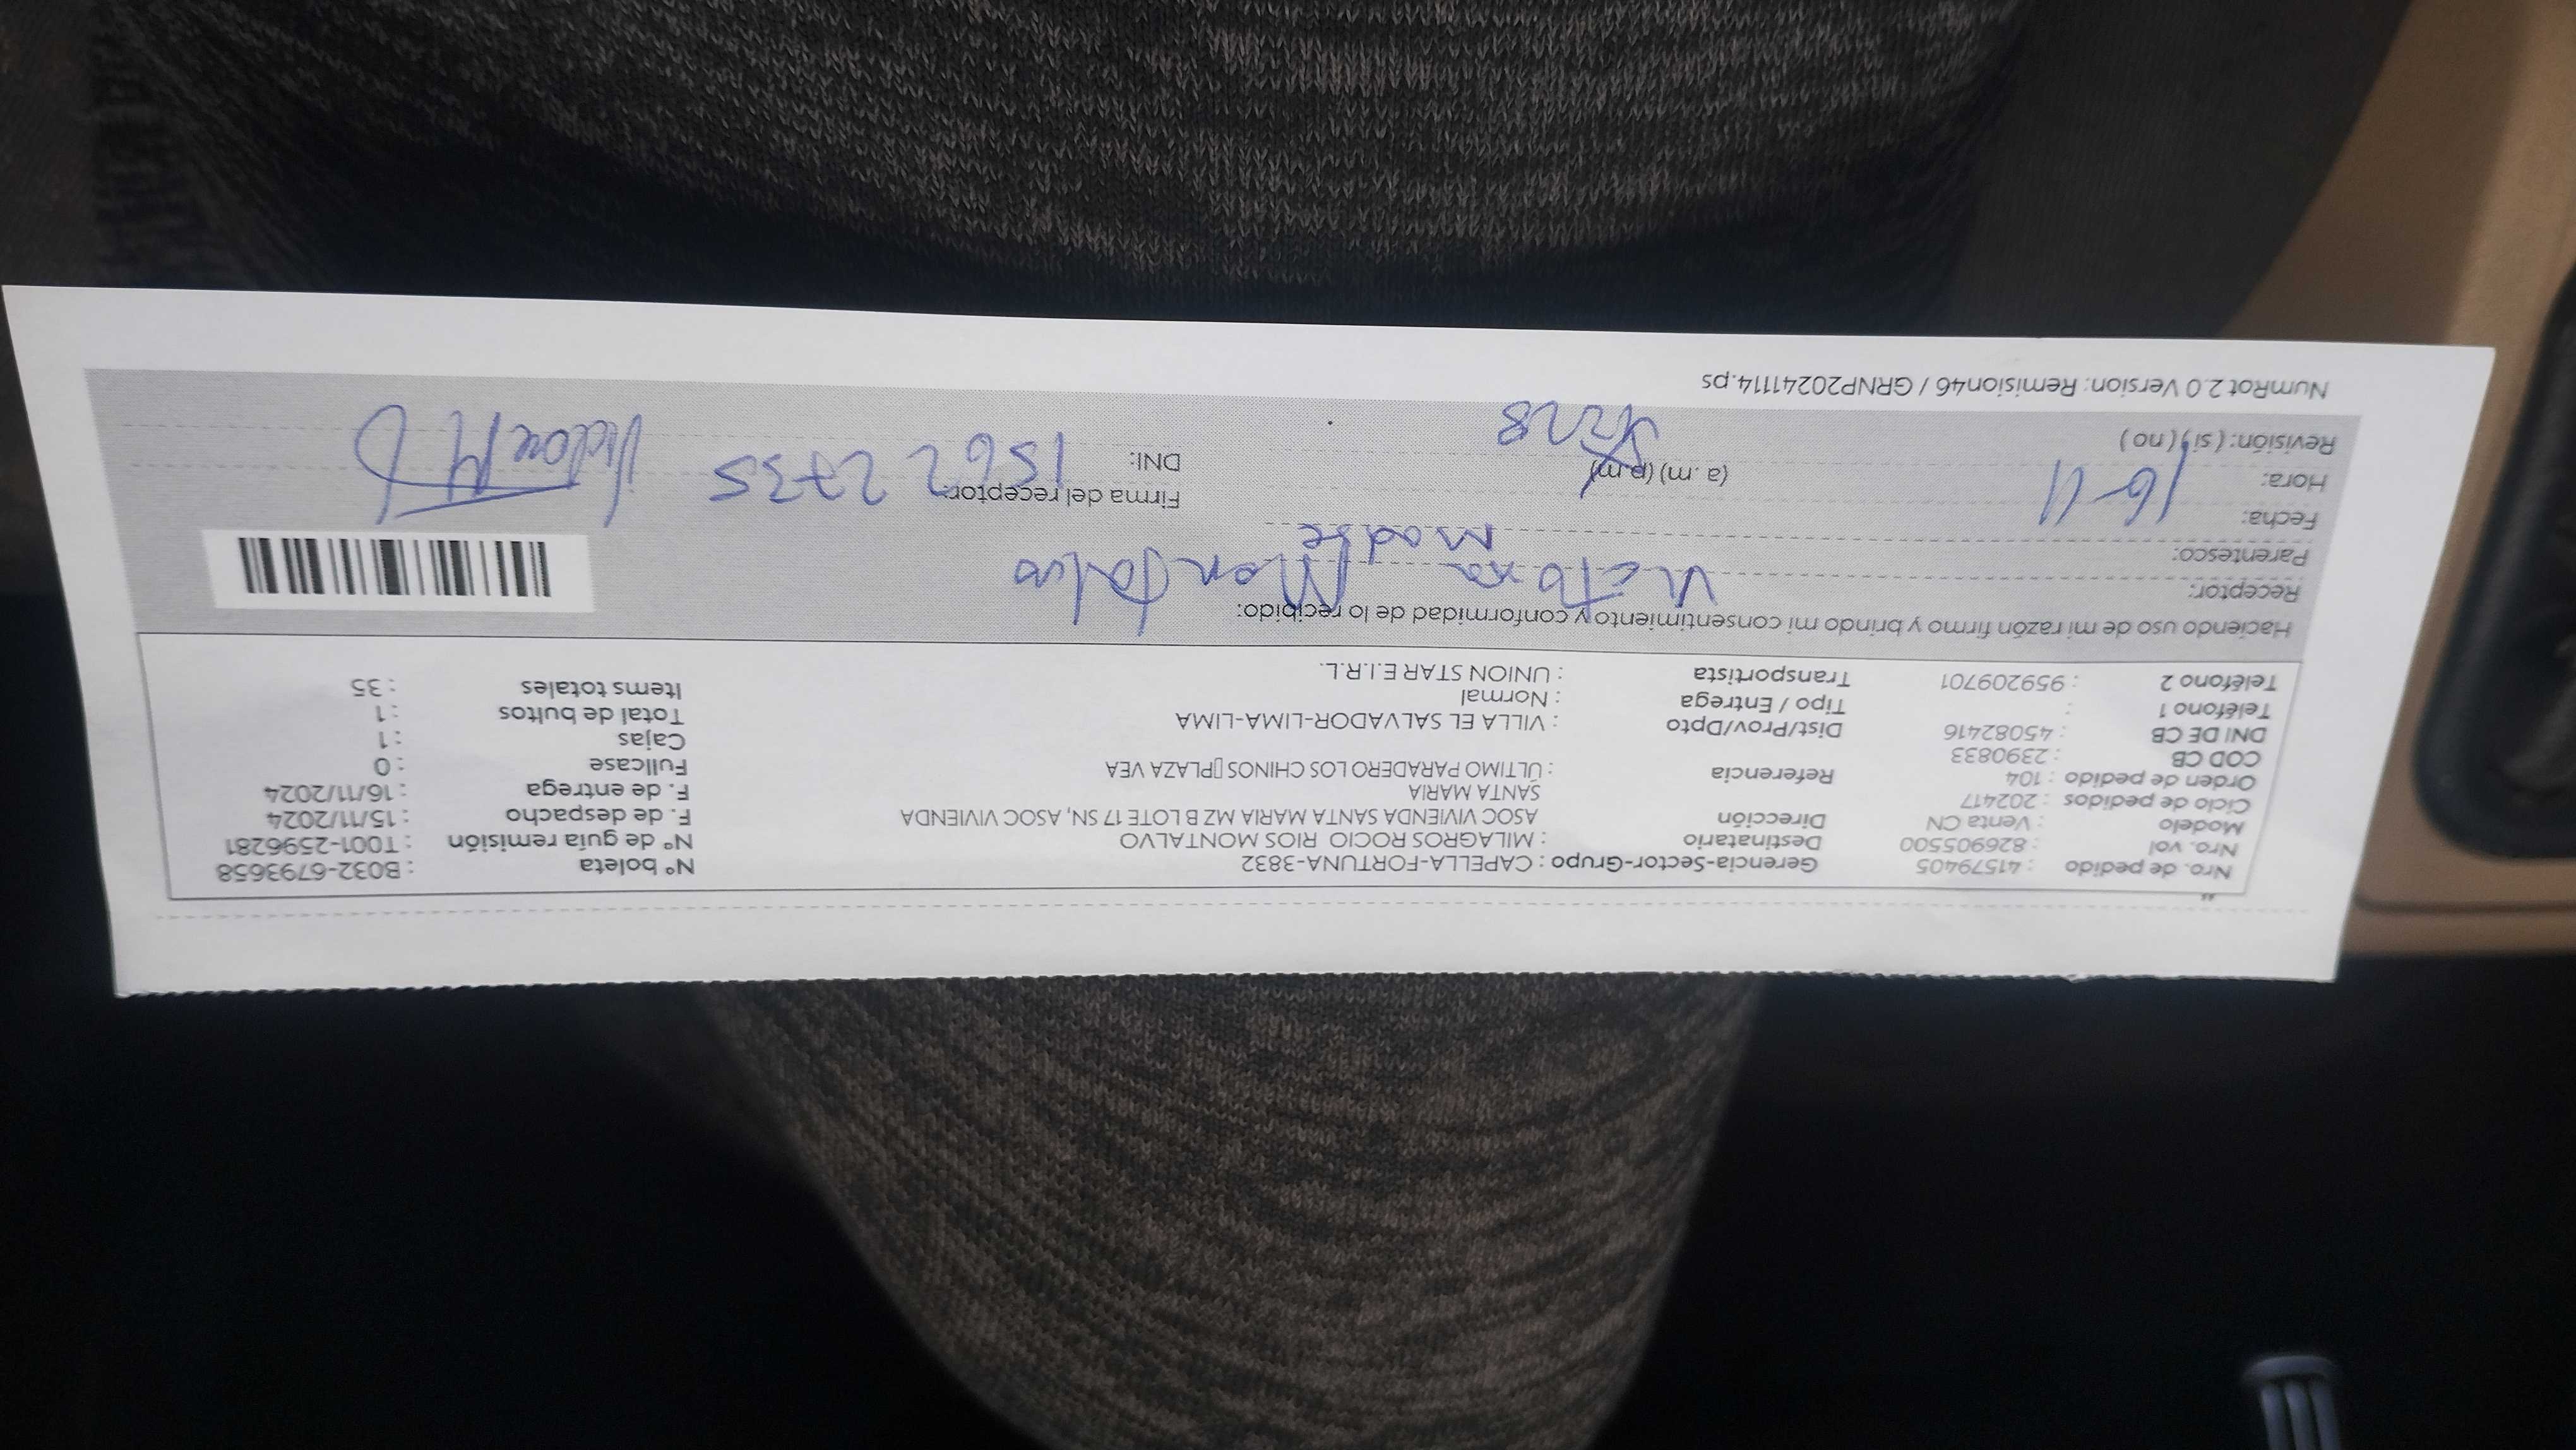 Nro. de pedido : 41579405 Gerencia-Sector-Grupo : CAPELLA-FORTUNA-3832 N° boleta : B032-6793658
Nro. vol : 826905500 Destinatario : MILAGROS ROCIO RIOS MONTALVO N° de guía remisión : T001-2596281
Modelo : Venta CN Dirección ASOC VIVIENDA SANTA MARIA MZ B LOTE 17 SN, ASOC VIVIENDA F. de despacho : 15/11/2024
Ciclo de pedidos : 202417 SANTA MARIA F. de entrega : 16/11/2024
Orden de pedido : 104 Referencia : ÚLTIMO PARADERO LOS CHINOS ▯PLAZA VEA Fullcase : 0
COD CB : 2390833 Cajas : 1
DNI DE CB : 45082416 Dist/Prov/Dpto : VILLA EL SALVADOR-LIMA-LIMA Total de bultos : 1
Teléfono 1 : Tipo / Entrega : Normal Items totales : 35
Teléfono 2 : 959209701 Transportista : UNION STAR E.I.R.L.
Haciendo uso de mi razón firmo y brindo mi consentimiento y conformidad de lo recibido:
Receptor: Victoria Montalvo
Parentesco: Madre
Fecha: 16-11 Firma del receptor:
Hora: (a.m) (p.m) DNI: 15622735
Revisión: (si) (no)
NumRot 2.0 Version: Remision46 / GRNP20241114.ps